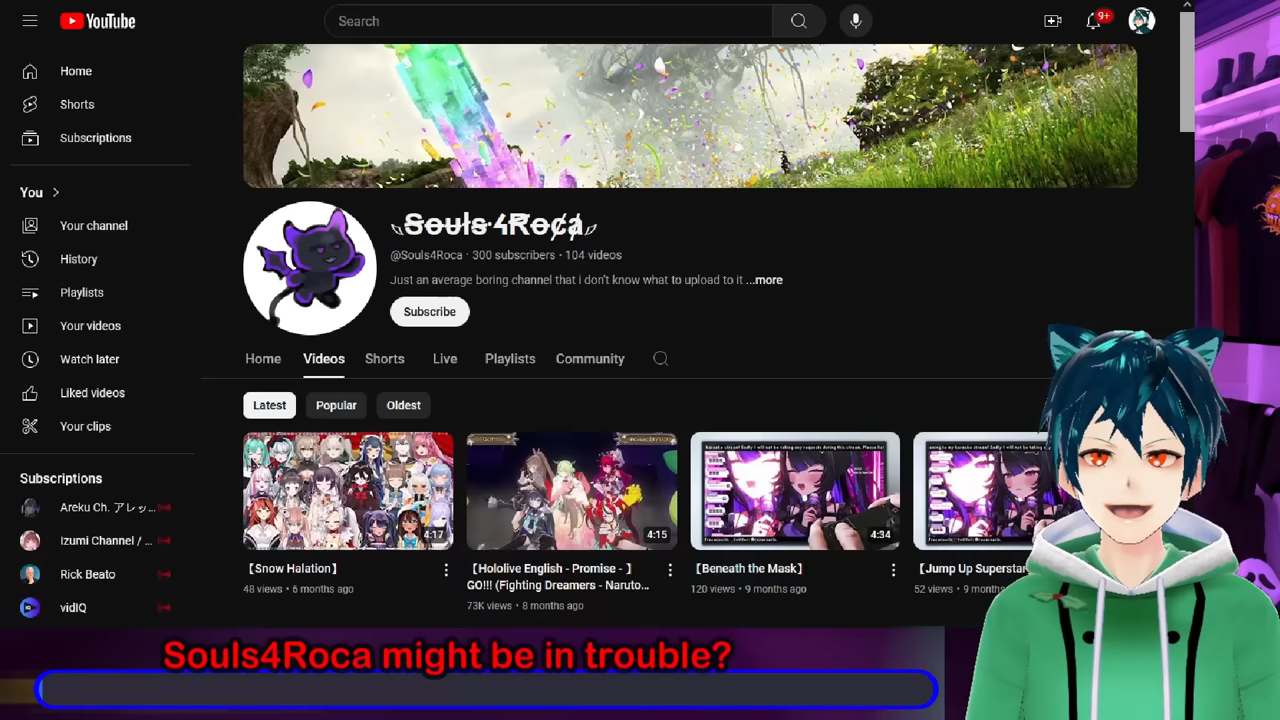 YouTube
Search
9+
Home
Shorts
Subscriptions
You
Your channel
History
Playlists
Your videos
Watch later
Liked videos
Your clips
Subscriptions
Areku Ch. アレッ...
Izumi Channel / ...
Rick Beato
vidIQ
Souls 4Roca
@Souls4Roca · 300 subscribers · 104 videos
Just an average boring channel that i don't know what to upload to it ...more
Subscribe
Home Videos Shorts Live Playlists Community
Latest Popular Oldest
4:17
4:15
4:34
【Snow Halation】
48 views · 6 months ago
【Hololive English - Promise - 】
GO!!! (Fighting Dreamers - Naruto...
73K views · 8 months ago
【Beneath the Mask】
120 views · 9 months ago
【Jump Up Superstar
52 views · 9 months ago
Souls4Roca might be in trouble?